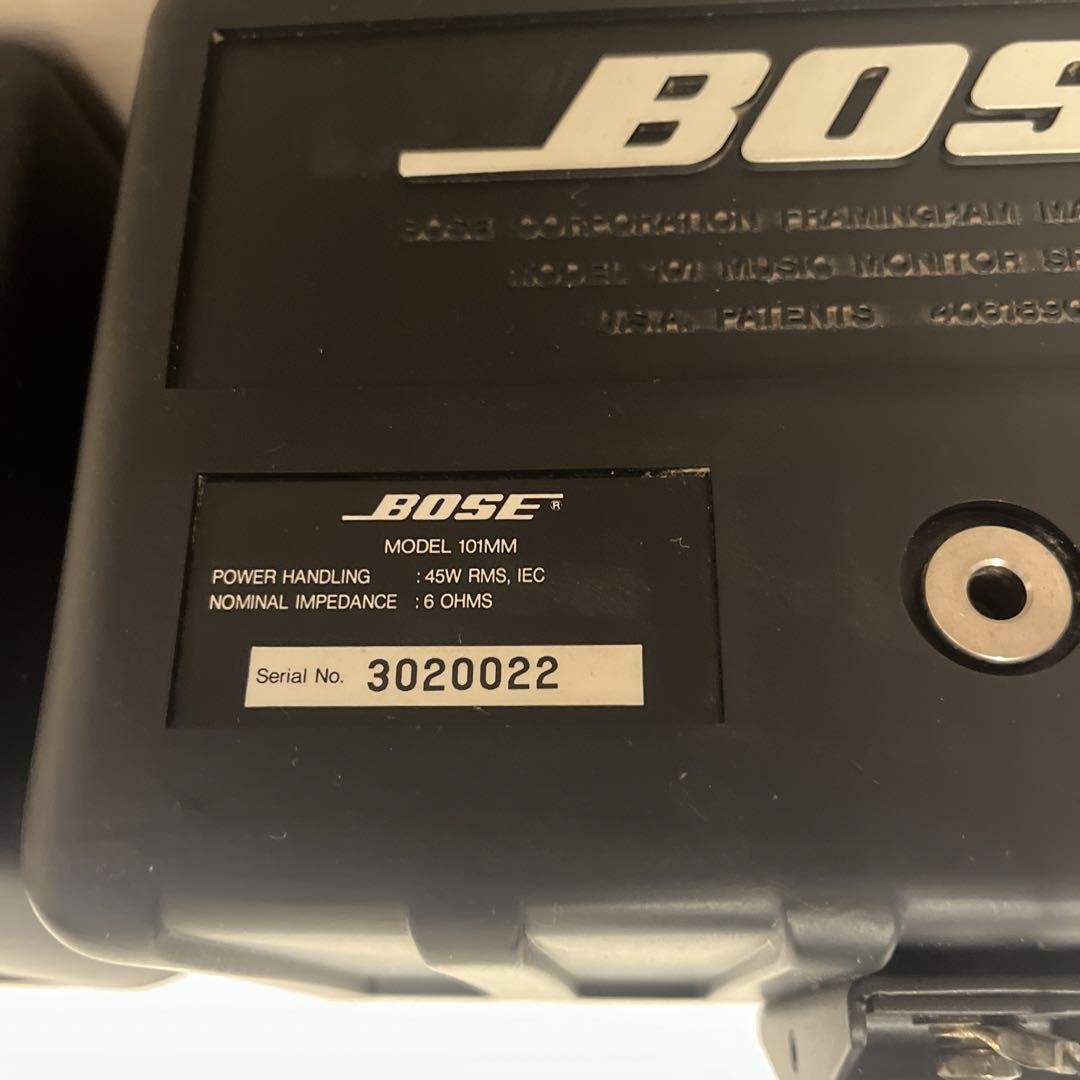 BOS
BOSE CORPORATION FRAMINGHAM MA
MODEL 101 MUSIC MONITOR SP
U.S.A. PATENTS 4061890
BOSE®
MODEL 101MM
POWER HANDLING : 45W RMS, IEC
NOMINAL IMPEDANCE : 6 OHMS
Serial No. 3020022